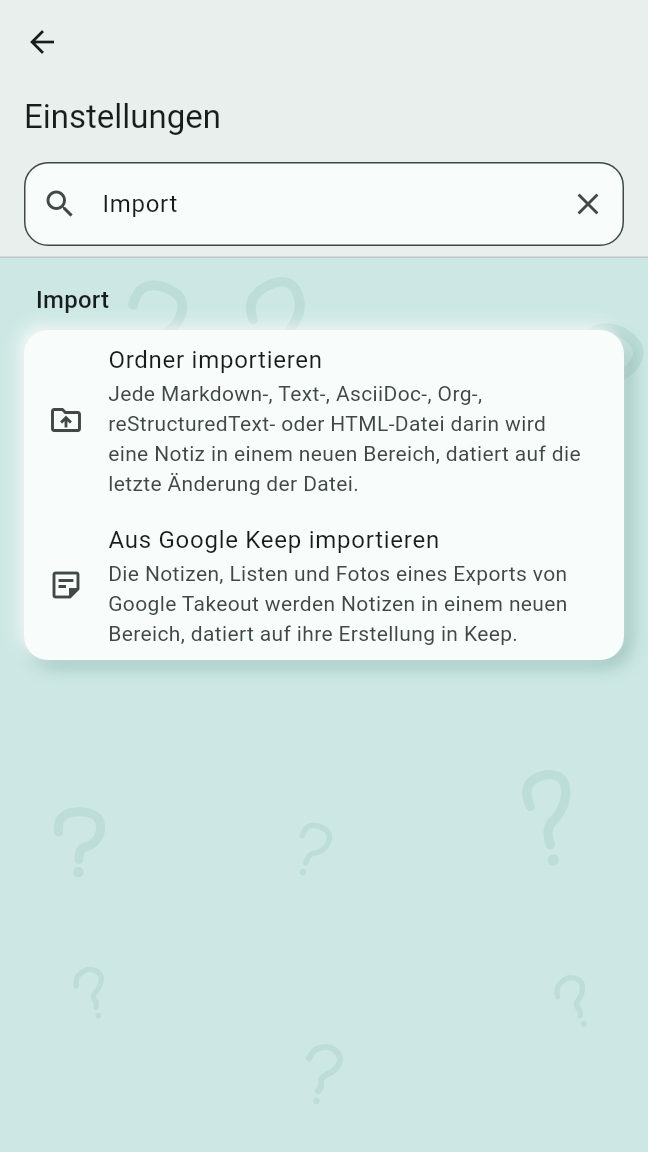 Einstellungen
Import
Import
Ordner importieren
Jede Markdown-, Text-, AsciiDoc-, Org-,
reStructuredText- oder HTML-Datei darin wird
eine Notiz in einem neuen Bereich, datiert auf die
letzte Änderung der Datei.
Aus Google Keep importieren
Die Notizen, Listen und Fotos eines Exports von
Google Takeout werden Notizen in einem neuen
Bereich, datiert auf ihre Erstellung in Keep.